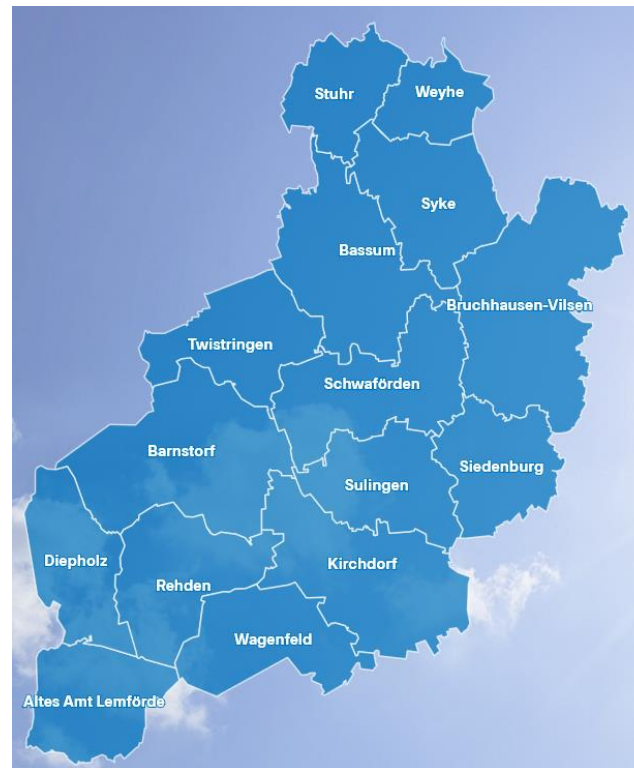 Stuhr
Weyhe
Syke
Bassum
Bruchhausen-Vilsen
Twistringen
Schwaförden
Barnstorf
Siedenburg
Sulingen
Diepholz
Kirchdorf
Rehden
Wagenfeld
Altes Amt Lemförde